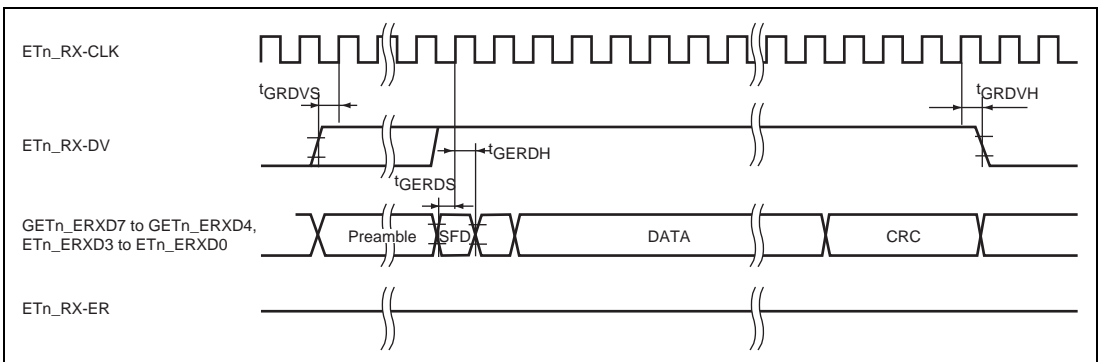 ETn_RX-CLK
tGRDVS
tGRDVH
ETn_RX-DV
tGERDH
tGERDS
GETn_ERXD7 to GETn_ERXD4,
ETn_ERXD3 to ETn_ERXD0
Preamble
SFD
DATA
CRC
ETn_RX-ER